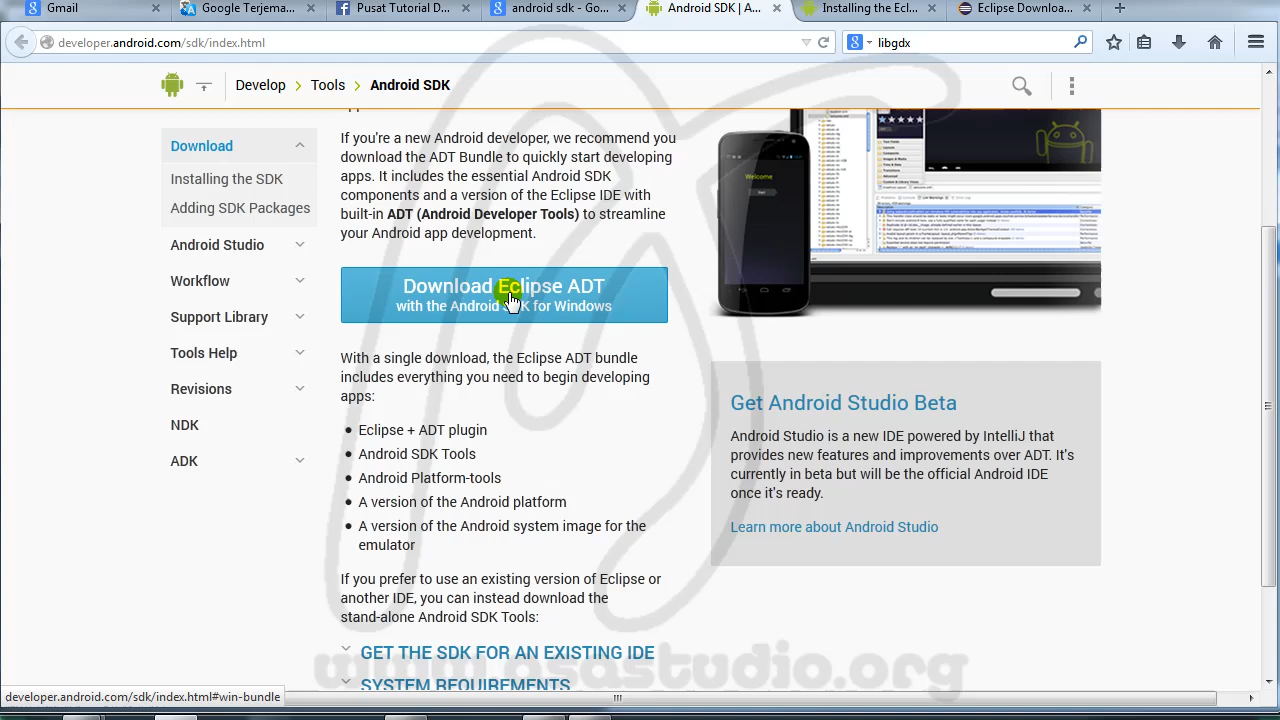 Gmail
Google Terjema...
Pusat Tutorial D...
android sdk - Go...
Android SDK | A...
Installing the Ecl...
Eclipse Downloa...
developer.android.com/sdk/index.html
libgdx
Develop
Tools
Android SDK
If you're a new Android developer, we recommend you
download the ADT Bundle to quickly start developing
apps. It includes the essential Android SDK
components and a version of the Eclipse IDE with
built-in ADT (Android Developer Tools) to streamline
your Android app development.
Download Eclipse ADT
with the Android SDK for Windows
With a single download, the Eclipse ADT bundle
includes everything you need to begin developing
apps:
Eclipse + ADT plugin
Android SDK Tools
Android Platform-tools
A version of the Android platform
A version of the Android system image for the
emulator
If you prefer to use an existing version of Eclipse or
another IDE, you can instead download the
stand-alone Android SDK Tools:
GET THE SDK FOR AN EXISTING IDE
SYSTEM REQUIREMENTS
Download
Installing the SDK
Adding SDK Packages
Android Studio
Workflow
Support Library
Tools Help
Revisions
NDK
ADK
Welcome
Get Android Studio Beta
Android Studio is a new IDE powered by IntelliJ that
provides new features and improvements over ADT. It's
currently in beta but will be the official Android IDE
once it's ready.
Learn more about Android Studio
developer.android.com/sdk/index.html#win-bundle